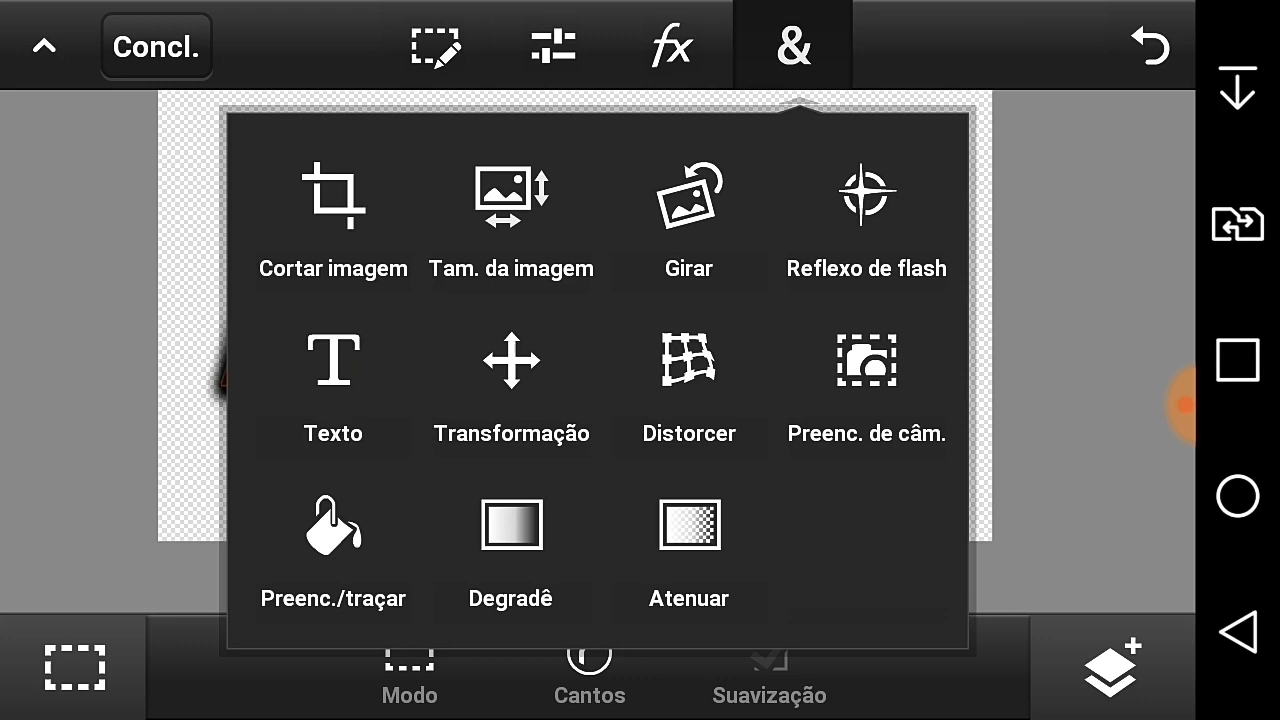 Concl.
fx
&
Cortar imagem
Tam. da imagem
Girar
Reflexo de flash
T
Texto
Transformação
Distorcer
Preenc. de câm.
Preenc./traçar
Degradê
Atenuar
Modo
Cantos
Suavização